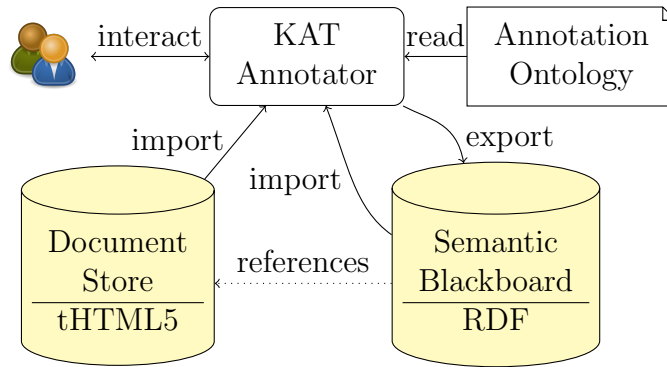 interact
KAT
Annotator
read
Annotation
Ontology
import
import
export
Document
Store
tHTML5
references
Semantic
Blackboard
RDF